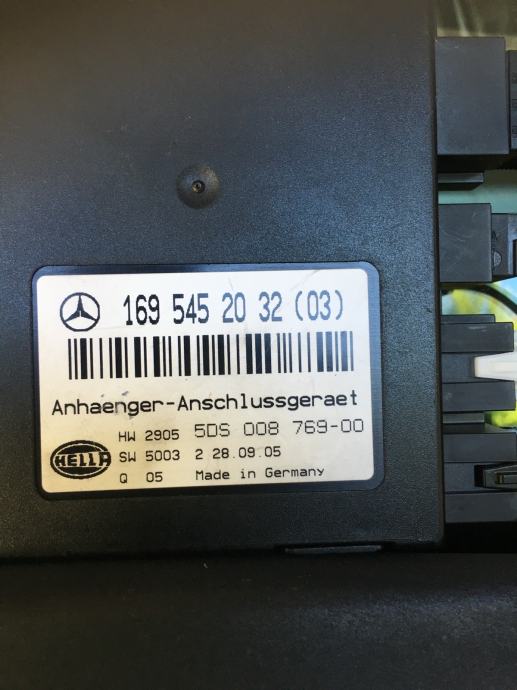 169 545 20 32 (03)
Anhaenger-Anschlussgeraet
HW 2905 5DS 008 769-00
HELLA SW 5003 2 28.09.05
Q 05 Made in Germany